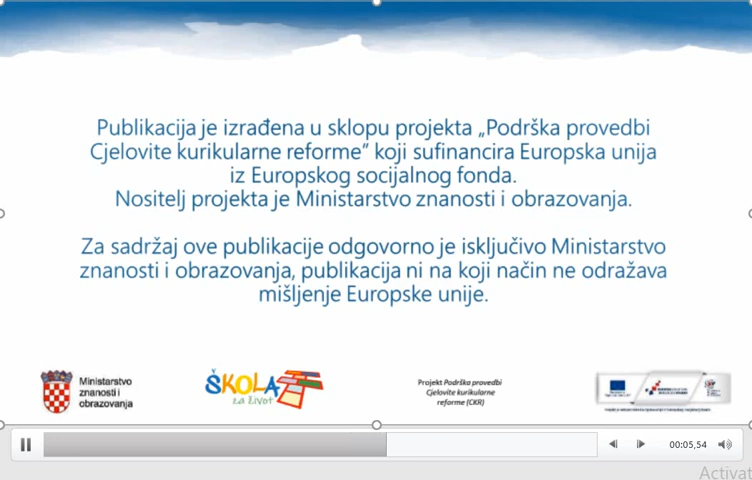 Publikacija je izrađena u sklopu projekta „Podrška provedbi
Cjelovite kurikularne reforme” koji sufinancira Europska unija
iz Europskog socijalnog fonda.
Nositelj projekta je Ministarstvo znanosti i obrazovanja.
Za sadržaj ove publikacije odgovorno je isključivo Ministarstvo
znanosti i obrazovanja, publikacija ni na koji način ne odražava
mišljenje Europske unije.
Ministarstvo
znanosti i
obrazovanja
ŠKOLA
za život
Projekt Podrška provedbi
Cjelovite kurikularne
reforme (CKR)
00:05,54
Activat